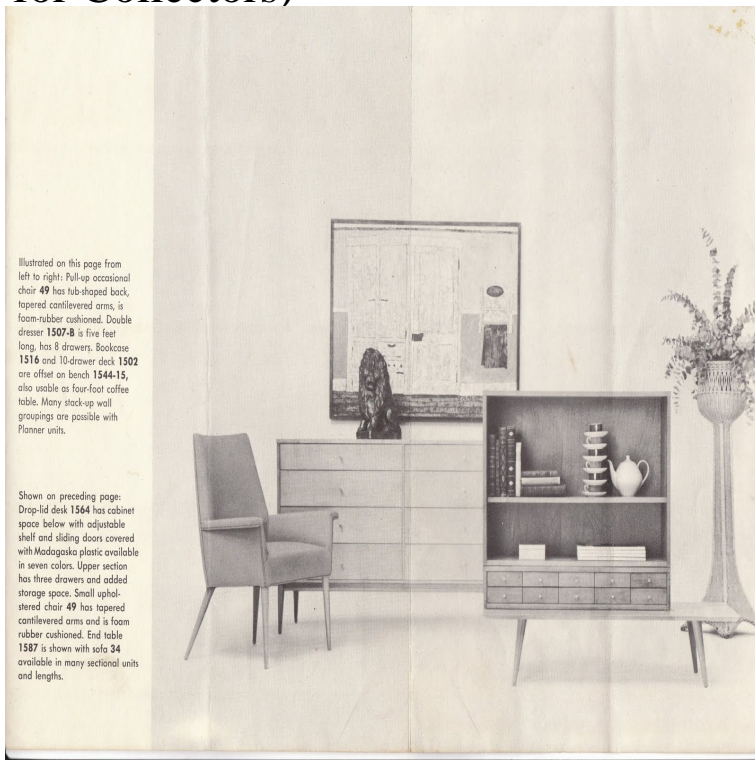 for Collectors)
Illustrated on this page from
left to right: Pull-up occasional
chair 49 has tub-shaped back,
tapered cantilevered arms, is
foam-rubber cushioned. Double
dresser 1507-B is five feet
long, has 8 drawers. Bookcase
1516 and 10-drawer deck 1502
are offset on bench 1544-15,
also usable as four-foot coffee
table. Many stack-up wall
groupings are possible with
Planner units.
Shown on preceding page:
Drop-lid desk 1564 has cabinet
space below with adjustable
shelf and sliding doors covered
with Madagaska plastic available
in seven colors. Upper section
has three drawers and added
storage space. Small uphol-
stered chair 49 has tapered
cantilevered arms and is foam
rubber cushioned. End table
1587 is shown with sofa 34
available in many sectional units
and lengths.